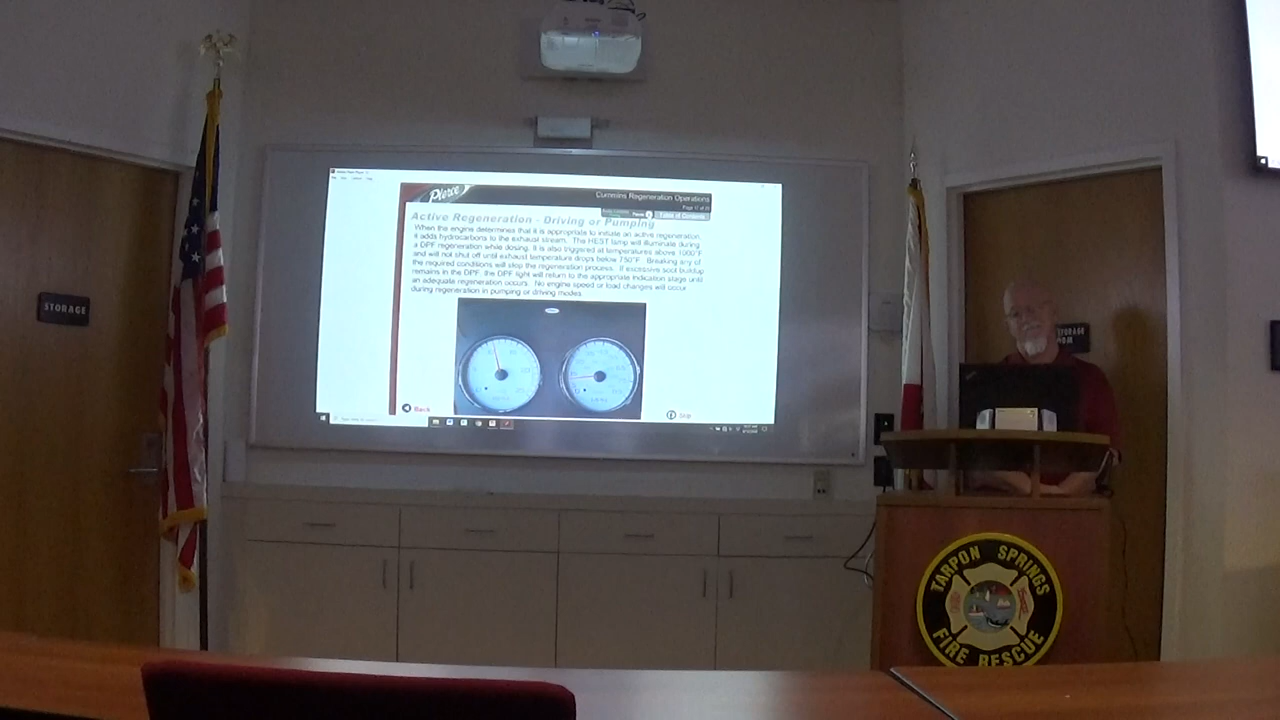 Pierce
Cummins Regeneration Operations
Page 17 of 33
Table of Contents
Active Regeneration - Driving or Pumping
When the engine determines that it is appropriate to initiate an active regeneration,
it adds hydrocarbons to the exhaust stream. The HEST lamp will illuminate during
a DPF regeneration while dosing. It is also triggered at temperatures above 1000°F
and will not shut off until exhaust temperature drops below 750°F. Breaking any of
the required conditions will stop the regeneration process. If excessive soot buildup
remains in the DPF, the DPF light will return to the appropriate indication stage until
an adequate regeneration occurs. No engine speed or load changes will occur
during regeneration in pumping or driving modes.
Back
Skip
STORAGE
STORAGE
TARPON SPRINGS
FIRE RESCUE